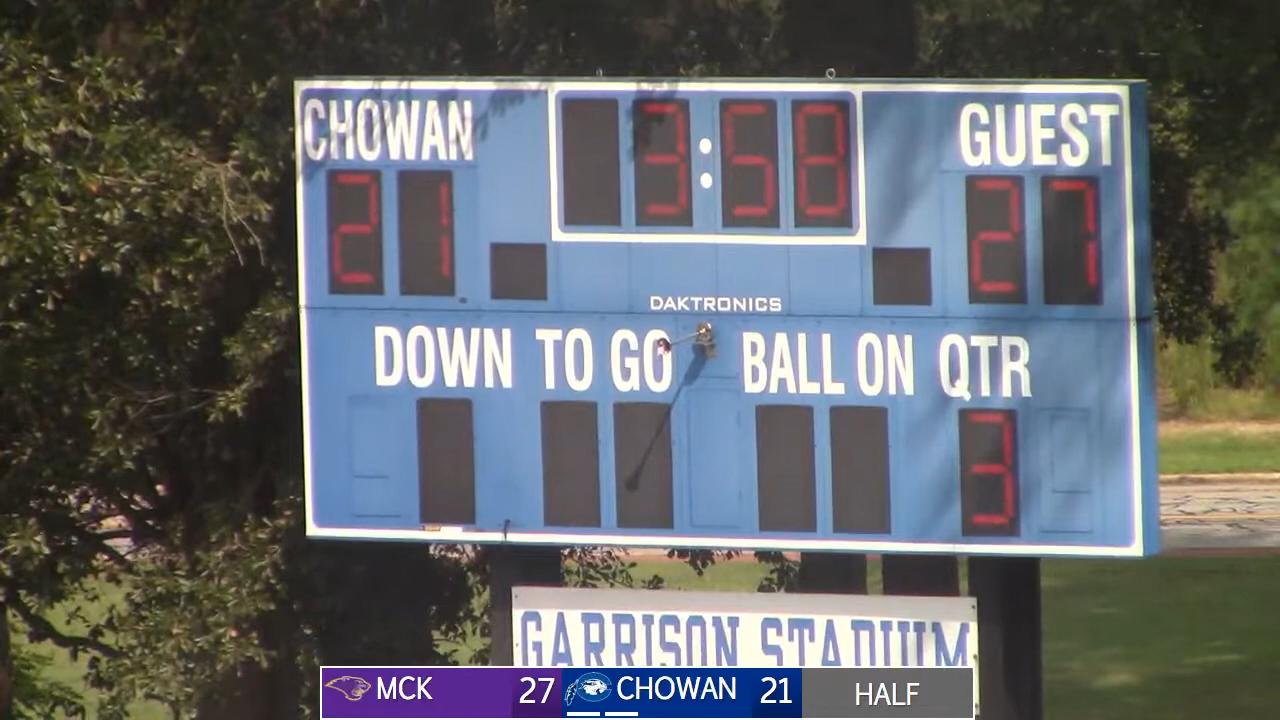 CHOWAN 3:58 GUEST
21 27
DAKTRONICS
DOWN TO GO BALL ON QTR
3
GARRISON STADIUM
MCK 27 CHOWAN 21 HALF